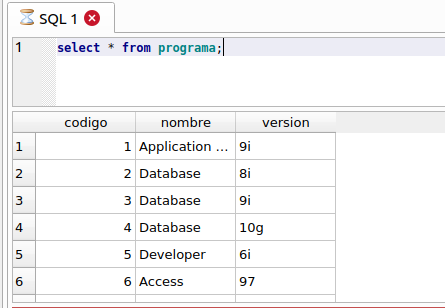 SQL 1
1 select * from programa;
codigo nombre version
1 1 Application ... 9i
2 2 Database 8i
3 3 Database 9i
4 4 Database 10g
5 5 Developer 6i
6 6 Access 97